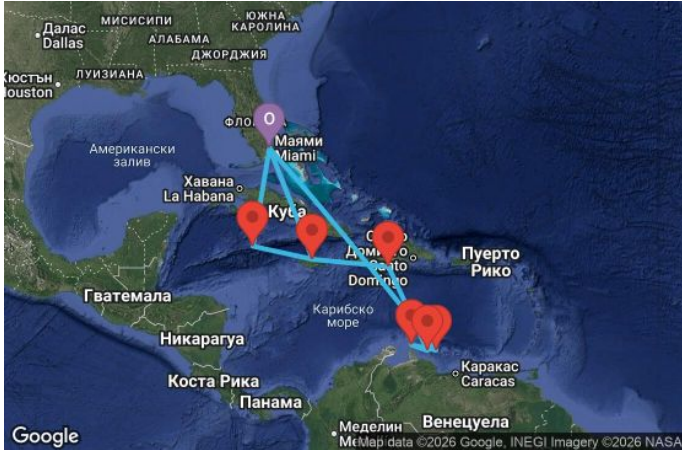 МИСИСИПИ
ЮЖНА
КАРОЛИНА
Далас
Dallas
АЛАБАМА
ДЖОРДЖИЯ
ЛУИЗИАНА
Хюстън
Houston
O
Американски
залив
Маями
Miami
Хавана
La Habana
Куба
Доминго
Santo
Domingo
Пуерто
Рико
Гватемала
Карибско
море
Никарагуа
Коста Рика
Панама
Каракас
Caracas
Меделин
Венецуела
Google
Map data ©2026 Google, INEGI Imagery ©2026 NASA